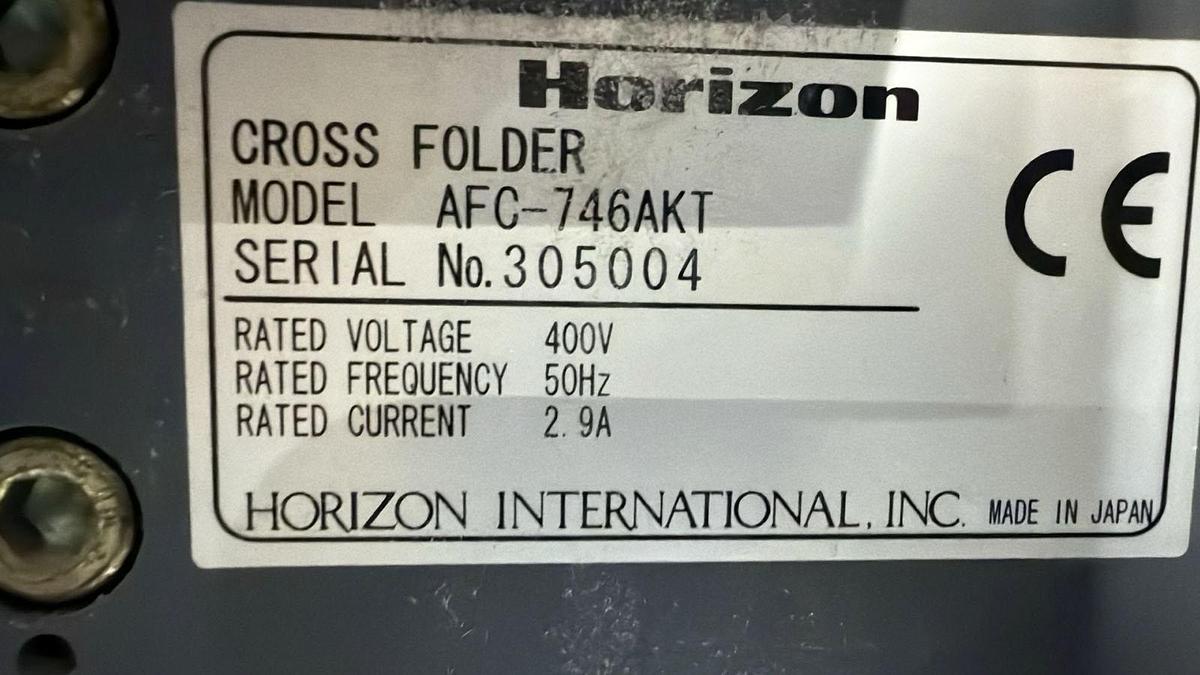 Horizon
CROSS FOLDER
MODEL AFC-746AKT
SERIAL No. 305004
RATED VOLTAGE 400V
RATED FREQUENCY 50Hz
RATED CURRENT 2.9A
CE
HORIZON INTERNATIONAL, INC. MADE IN JAPAN